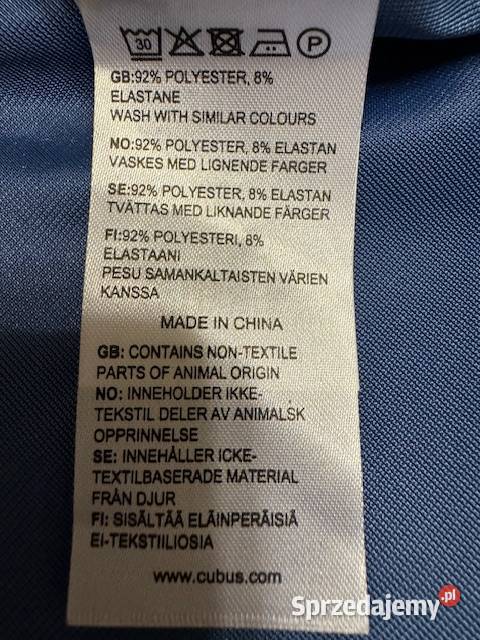 30 P
GB:92% POLYESTER, 8%
ELASTANE
WASH WITH SIMILAR COLOURS
NO:92% POLYESTER, 8% ELASTAN
VASKES MED LIGNENDE FARGER
SE:92% POLYESTER, 8% ELASTAN
TVÄTTAS MED LIKNANDE FÄRGER
FI:92% POLYESTERI, 8%
ELASTAANI
PESU SAMANKALTAISTEN VÄRIEN
KANSSA
MADE IN CHINA
GB: CONTAINS NON-TEXTILE
PARTS OF ANIMAL ORIGIN
NO: INNEHOLDER IKKE-
TEKSTIL DELER AV ANIMALSK
OPPRINNELSE
SE: INNEHÅLLER ICKE-
TEXTILBASERADE MATERIAL
FRÅN DJUR
FI: SISÄLTÄÄ ELÄINPERÄISIÄ
EI-TEKSTIILIOSIA
www.cubus.com
Sprzedajemy.pl